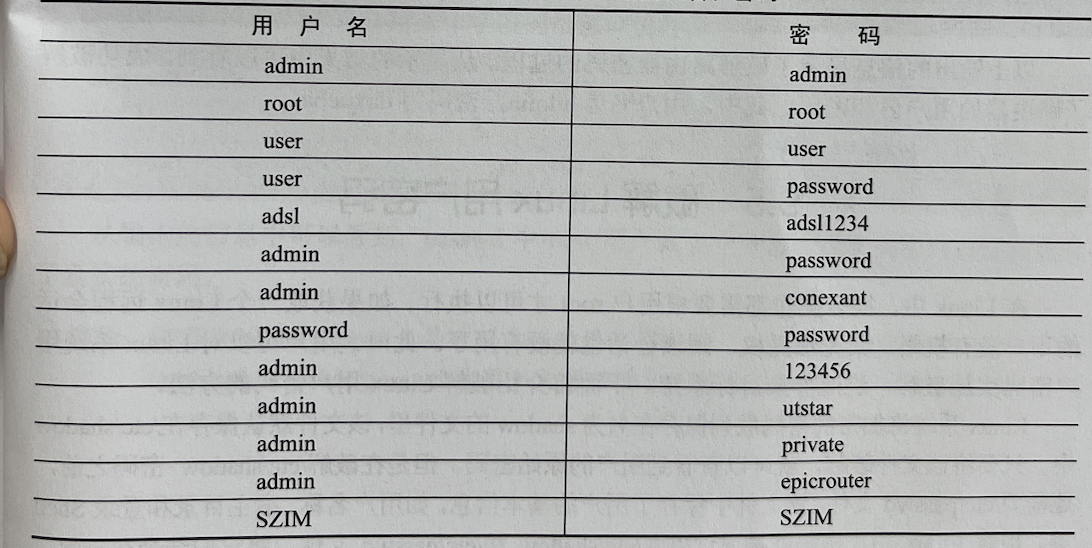 用 户 名 密 码
admin admin
root root
user user
user password
adsl adsl1234
admin password
admin conexant
password password
admin 123456
admin utstar
admin private
admin epicrouter
SZIM SZIM